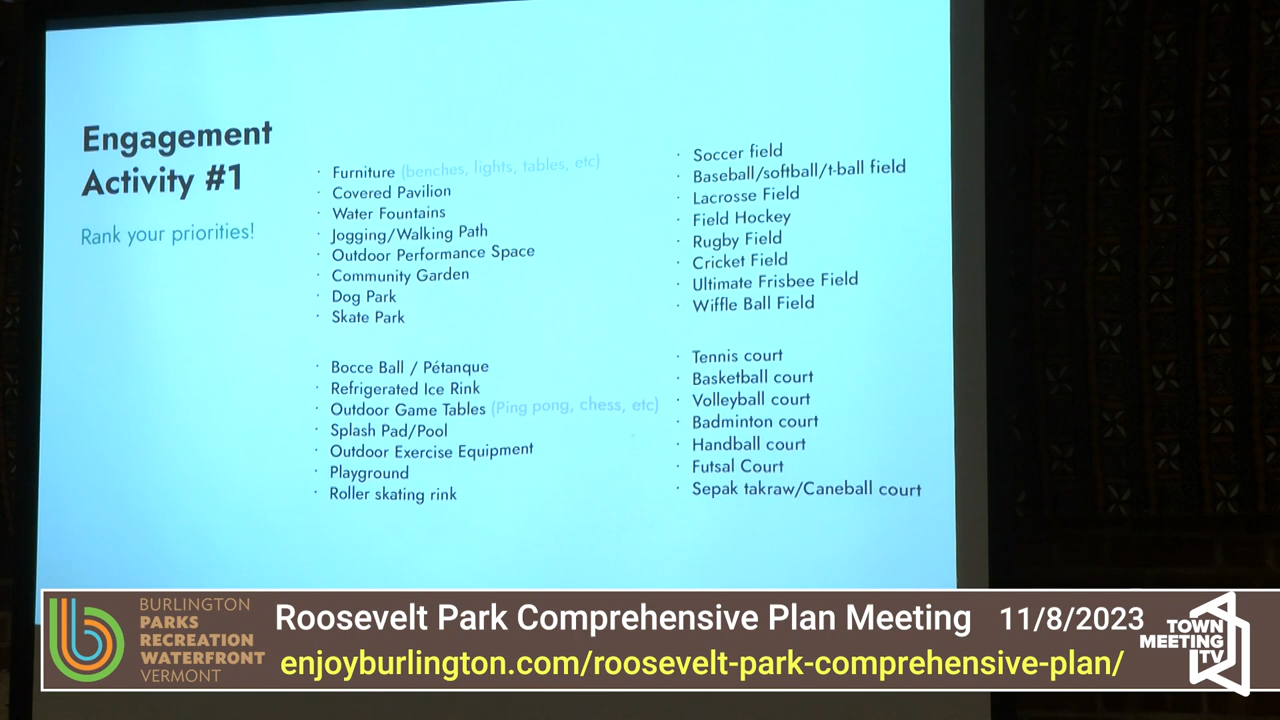 Engagement
Activity #1
Rank your priorities!
· Furniture (benches, lights, tables, etc)
· Covered Pavilion
· Water Fountains
· Jogging/Walking Path
· Outdoor Performance Space
· Community Garden
· Dog Park
· Skate Park
· Bocce Ball / Pétanque
· Refrigerated Ice Rink
· Outdoor Game Tables (Ping pong, chess, etc)
· Splash Pad/Pool
· Outdoor Exercise Equipment
· Playground
· Roller skating rink
· Soccer field
· Baseball/softball/t-ball field
· Lacrosse Field
· Field Hockey
· Rugby Field
· Cricket Field
· Ultimate Frisbee Field
· Wiffle Ball Field
· Tennis court
· Basketball court
· Volleyball court
· Badminton court
· Handball court
· Futsal Court
· Sepak takraw/Caneball court
BURLINGTON
PARKS
RECREATION
WATERFRONT
VERMONT
Roosevelt Park Comprehensive Plan Meeting 11/8/2023
enjoyburlington.com/roosevelt-park-comprehensive-plan/
TOWN
MEETING
TV